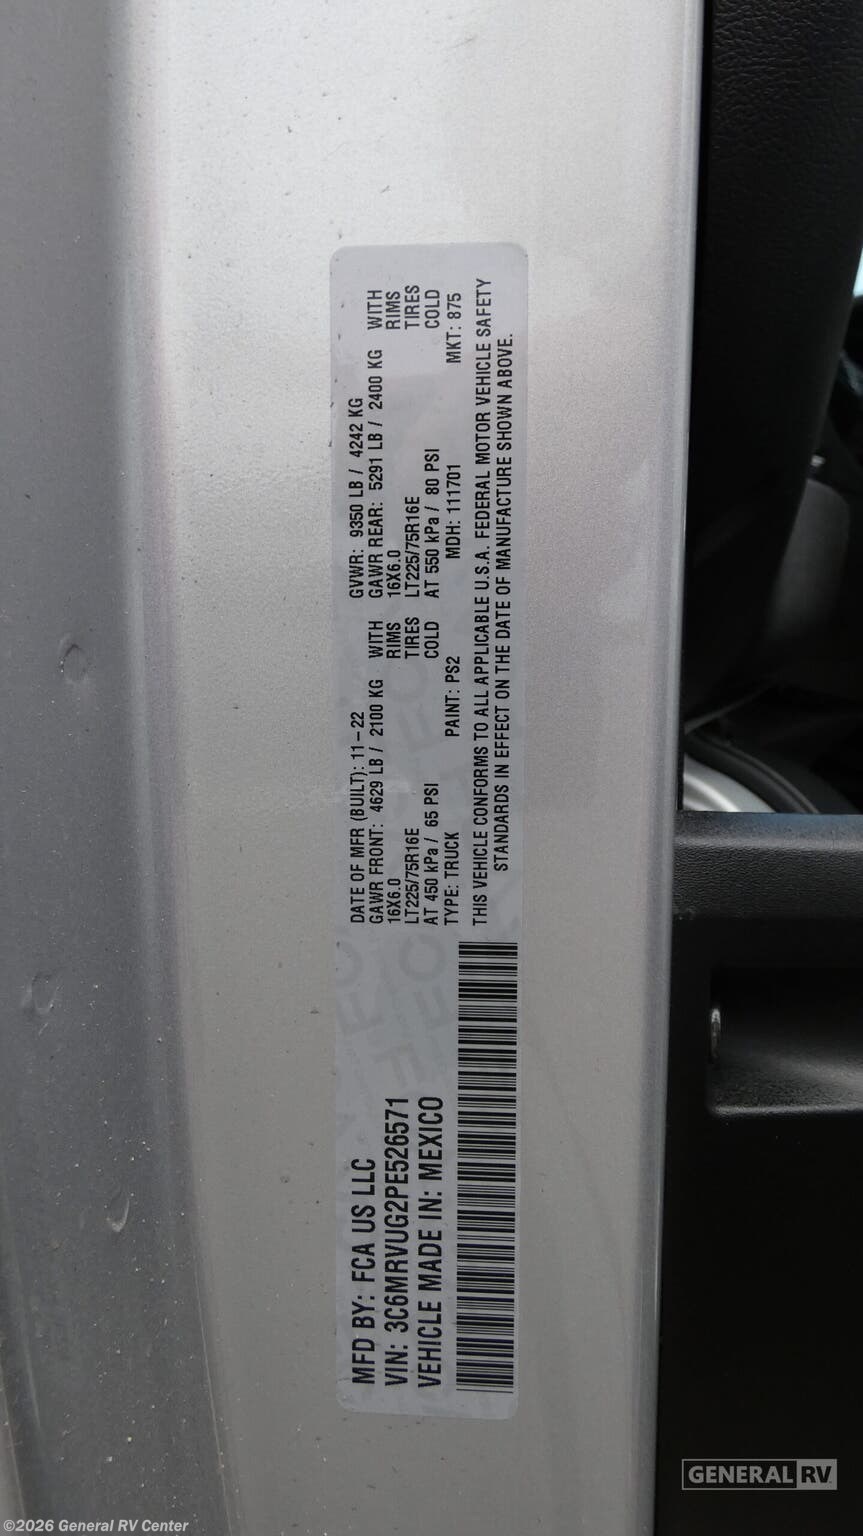 MFD BY: FCA US LLC
VIN: 3C6MRVUG2PE526571
VEHICLE MADE IN: MEXICO
DATE OF MFR (BUILT): 11-22 GVWR: 9350 LB / 4242 KG
GAWR FRONT: 4629 LB / 2100 KG WITH GAWR REAR: 5291 LB / 2400 KG WITH
16X6.0 RIMS 16X6.0 RIMS
LT225/75R16E TIRES LT225/75R16E TIRES
AT 450 kPa / 65 PSI COLD AT 550 kPa / 80 PSI COLD
TYPE: TRUCK PAINT: PS2 MDH: 111701 MKT: 875
THIS VEHICLE CONFORMS TO ALL APPLICABLE U.S.A. FEDERAL MOTOR VEHICLE SAFETY
STANDARDS IN EFFECT ON THE DATE OF MANUFACTURE SHOWN ABOVE.
GENERAL RV
©2026 General RV Center